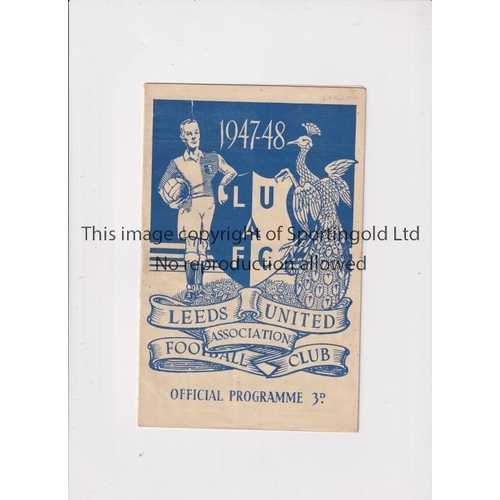 1947-48
L U
F C
This image copyright of Sportingold Ltd
No reproduction allowed
LEEDS UNITED
ASSOCIATION
FOOTBALL CLUB
OFFICIAL PROGRAMME 3D.